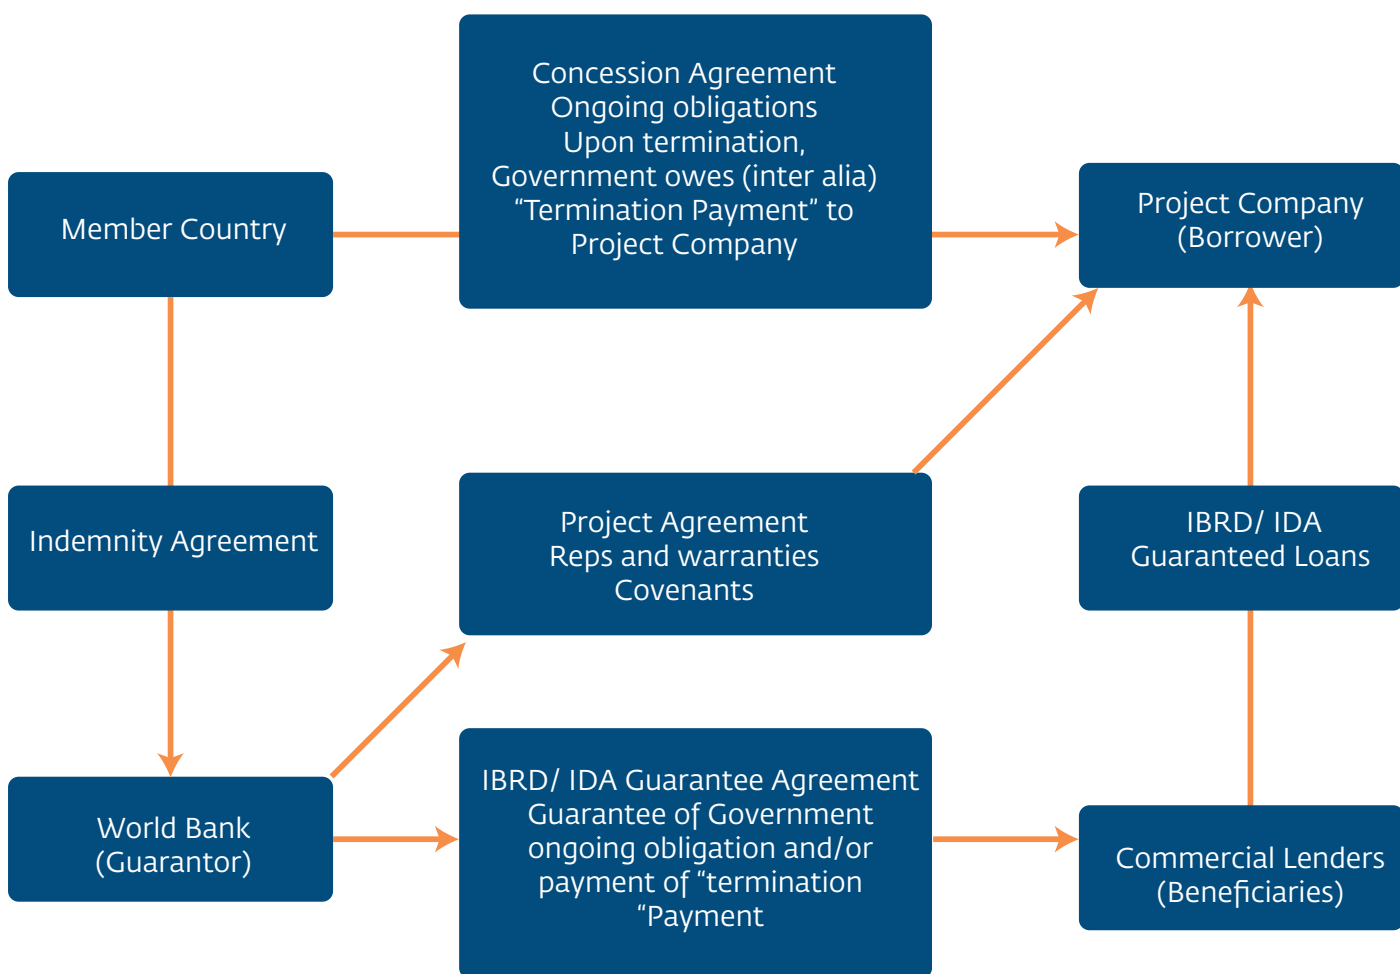 Concession Agreement
Ongoing obligations
Upon termination,
Government owes (inter alia)
“Termination Payment” to
Project Company
Member Country
Project Company
(Borrower)
Indemnity Agreement
Project Agreement
Reps and warranties
Covenants
IBRD/ IDA
Guaranteed Loans
World Bank
(Guarantor)
IBRD/ IDA Guarantee Agreement
Guarantee of Government
ongoing obligation and/or
payment of “termination
“Payment
Commercial Lenders
(Beneficiaries)